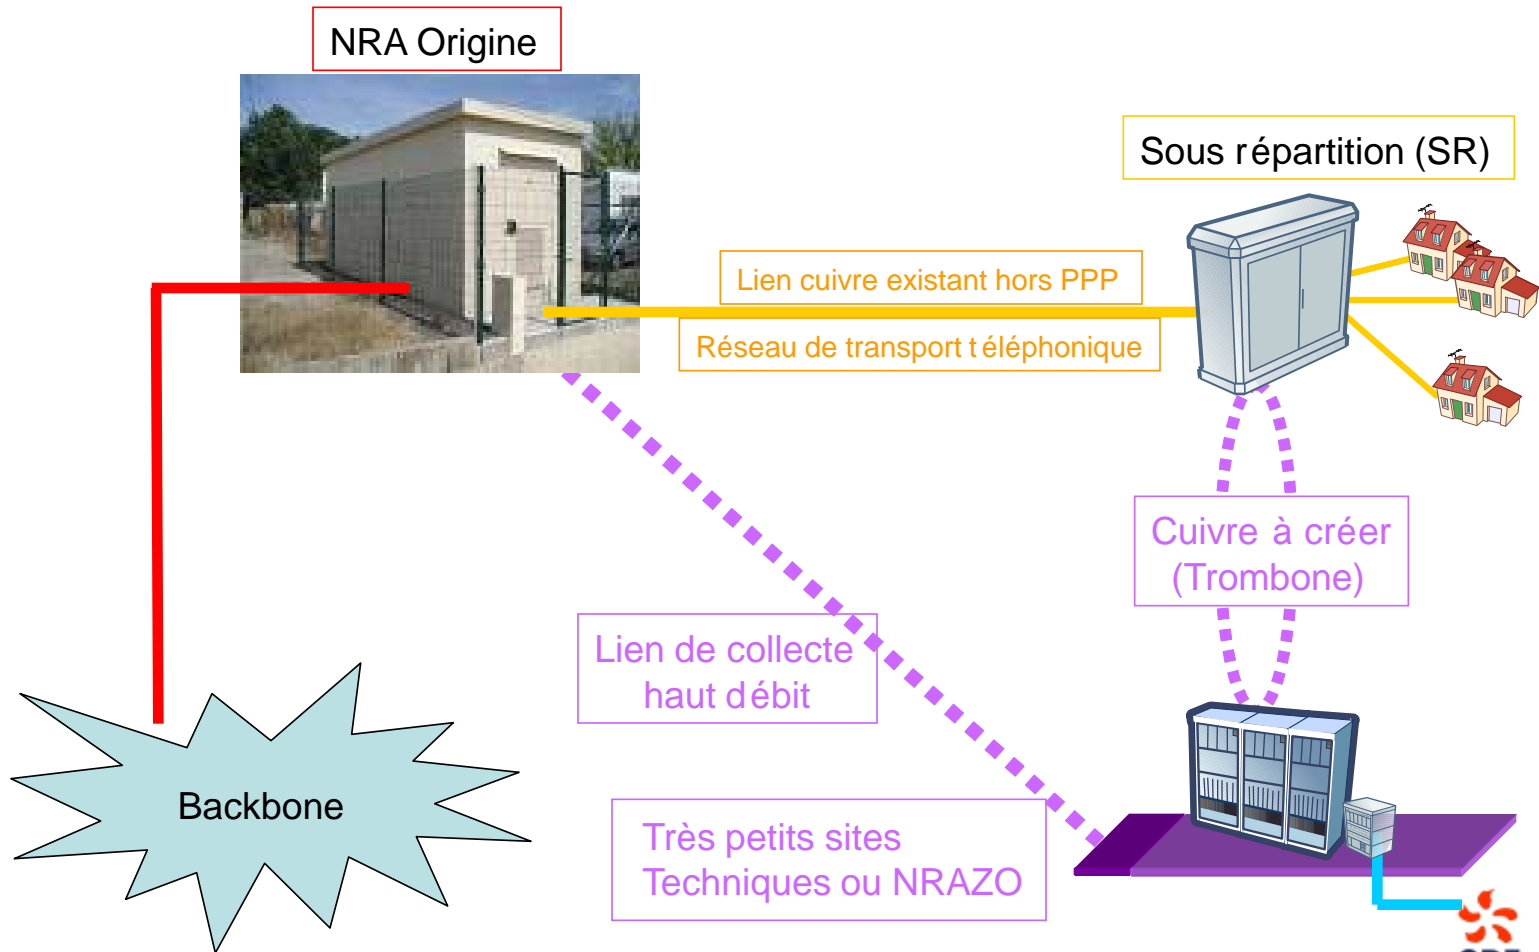 NRA Origine
Sous répartition (SR)
Lien cuivre existant hors PPP
Réseau de transport téléphonique
Cuivre à créer
(Trombone)
Lien de collecte
haut débit
Backbone
Très petits sites
Techniques ou NRAZO